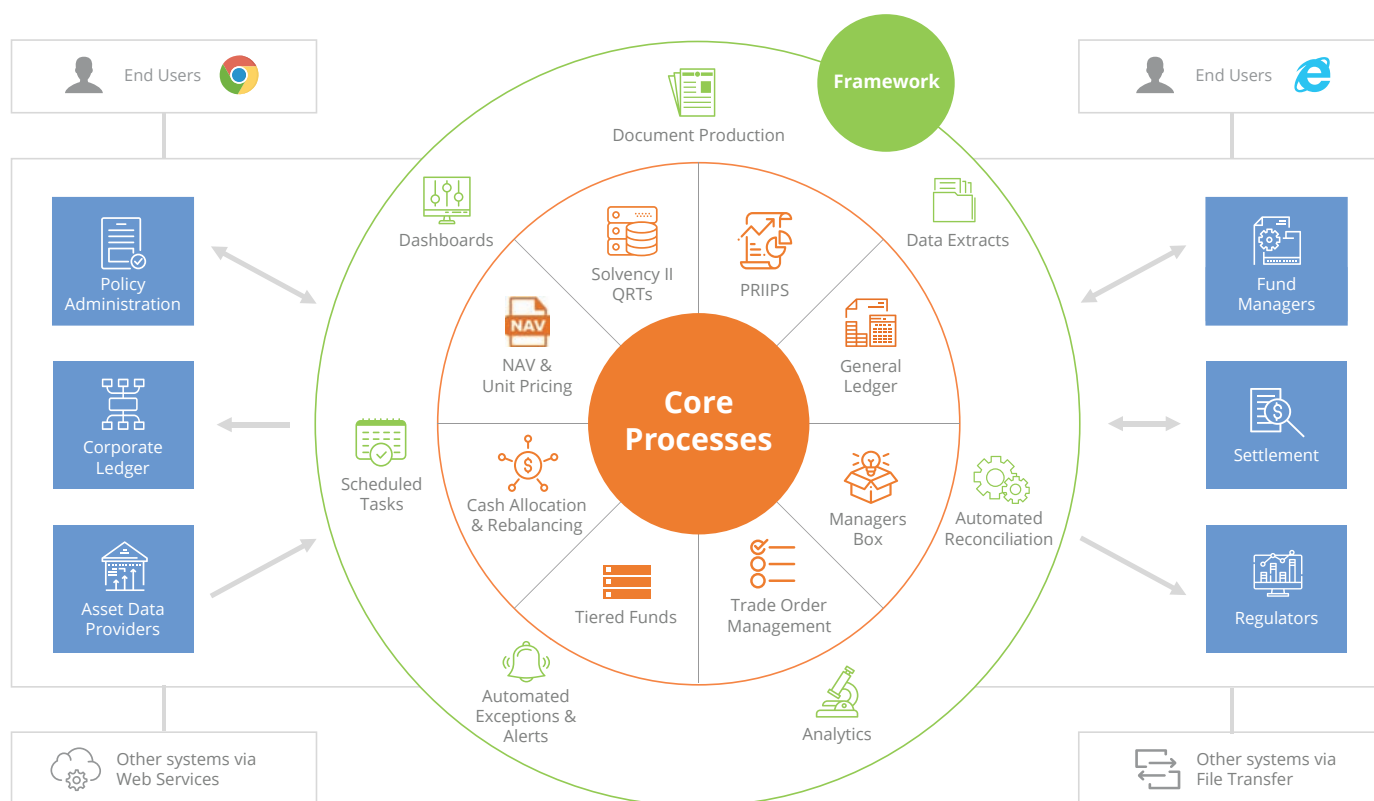 End Users
Framework
End Users
Document Production
Dashboards
Data Extracts
Solvency II
QRTs
PRIIPS
Policy
Administration
Fund
Managers
NAV
NAV &
Unit Pricing
General
Ledger
Core
Processes
Corporate
Ledger
Settlement
Scheduled
Tasks
Cash Allocation
& Rebalancing
Managers
Box
Automated
Reconciliation
Asset Data
Providers
Tiered Funds
Trade Order
Management
Regulators
Automated
Exceptions &
Alerts
Analytics
Other systems via
Web Services
Other systems via
File Transfer